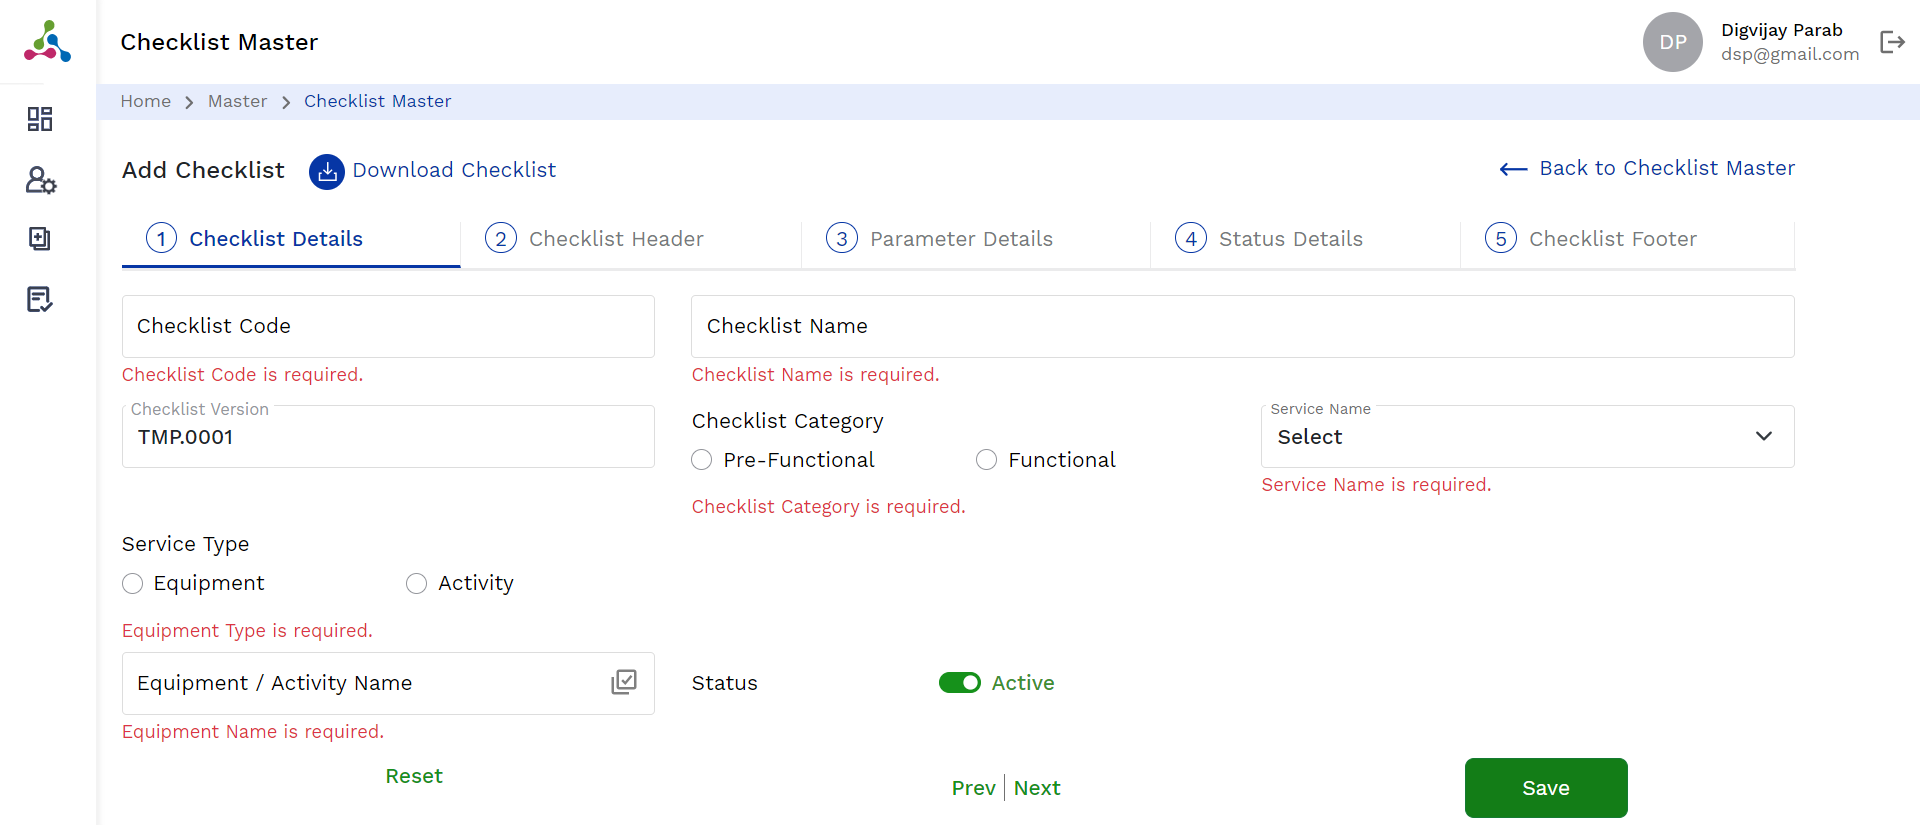 Checklist Master
DP
Digvijay Parab
dsp@gmail.com
Home > Master > Checklist Master
Add Checklist
Download Checklist
Back to Checklist Master
1 Checklist Details
2 Checklist Header
3 Parameter Details
4 Status Details
5 Checklist Footer
Checklist Code
Checklist Name
Checklist Code is required.
Checklist Name is required.
Checklist Version
TMP.0001
Checklist Category
Pre-Functional
Functional
Checklist Category is required.
Service Name
Select
Service Name is required.
Service Type
Equipment
Activity
Equipment Type is required.
Equipment / Activity Name
Status
Active
Equipment Name is required.
Reset
Prev | Next
Save